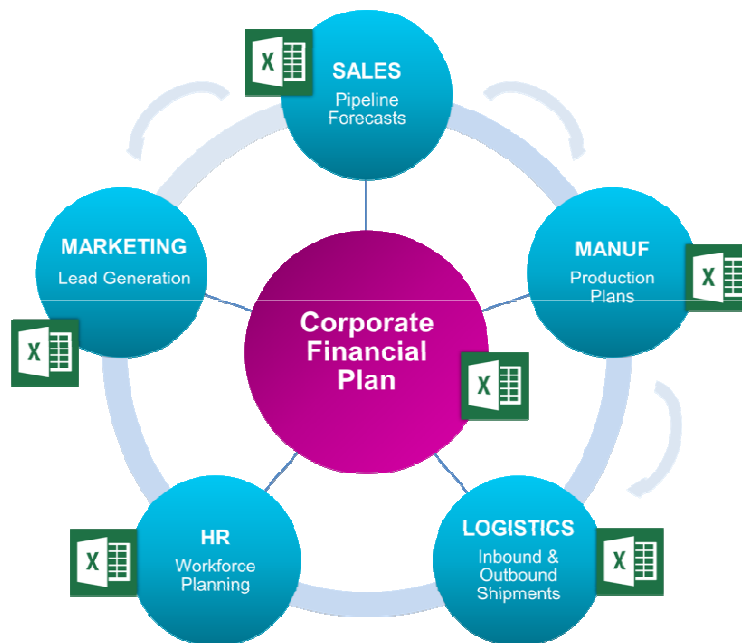 X
SALES
Pipeline
Forecasts
MARKETING
Lead Generation
X
MANUF
Production
Plans
X
Corporate
Financial
Plan
X
HR
Workforce
Planning
X
LOGISTICS
Inbound &
Outbound
Shipments
X